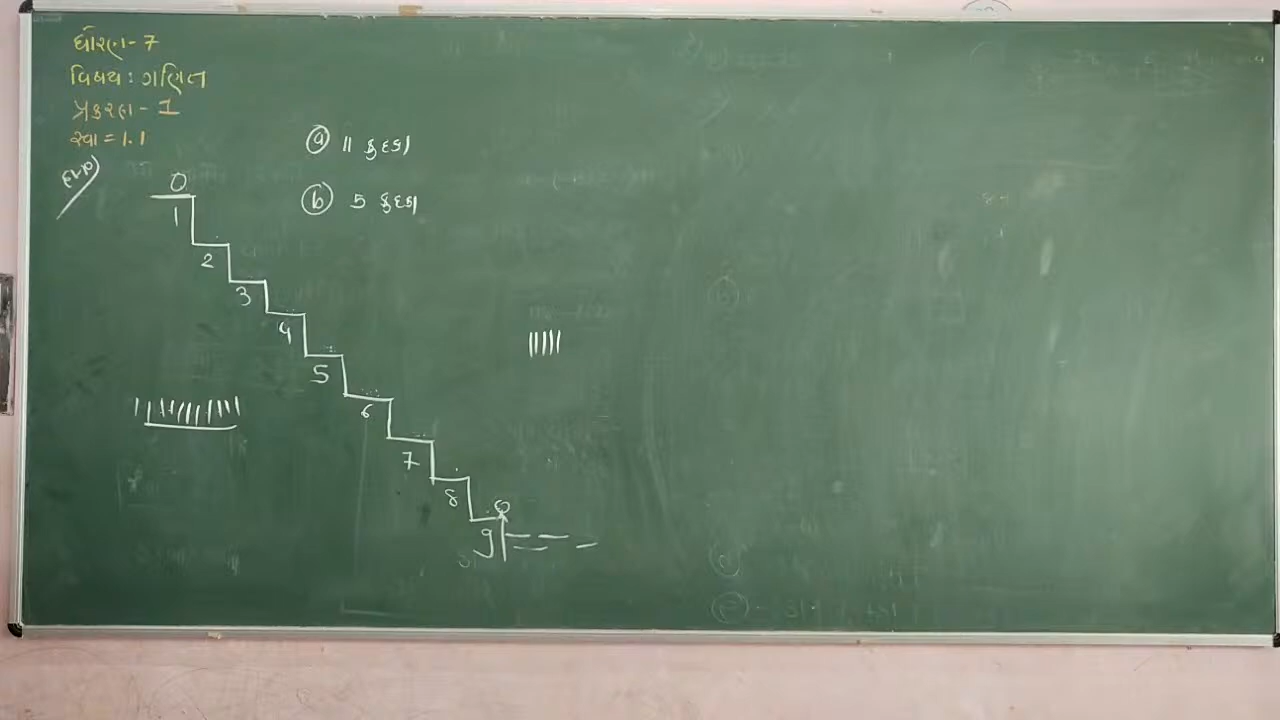 ધોરણ-7
વિષય: ગણિત
પ્રકરણ-1
સ્વા = 1.1
દાખલો
a 11 કુદકા
b 5 કુદકા
0
1
2
3
4
5
6
7
8
9